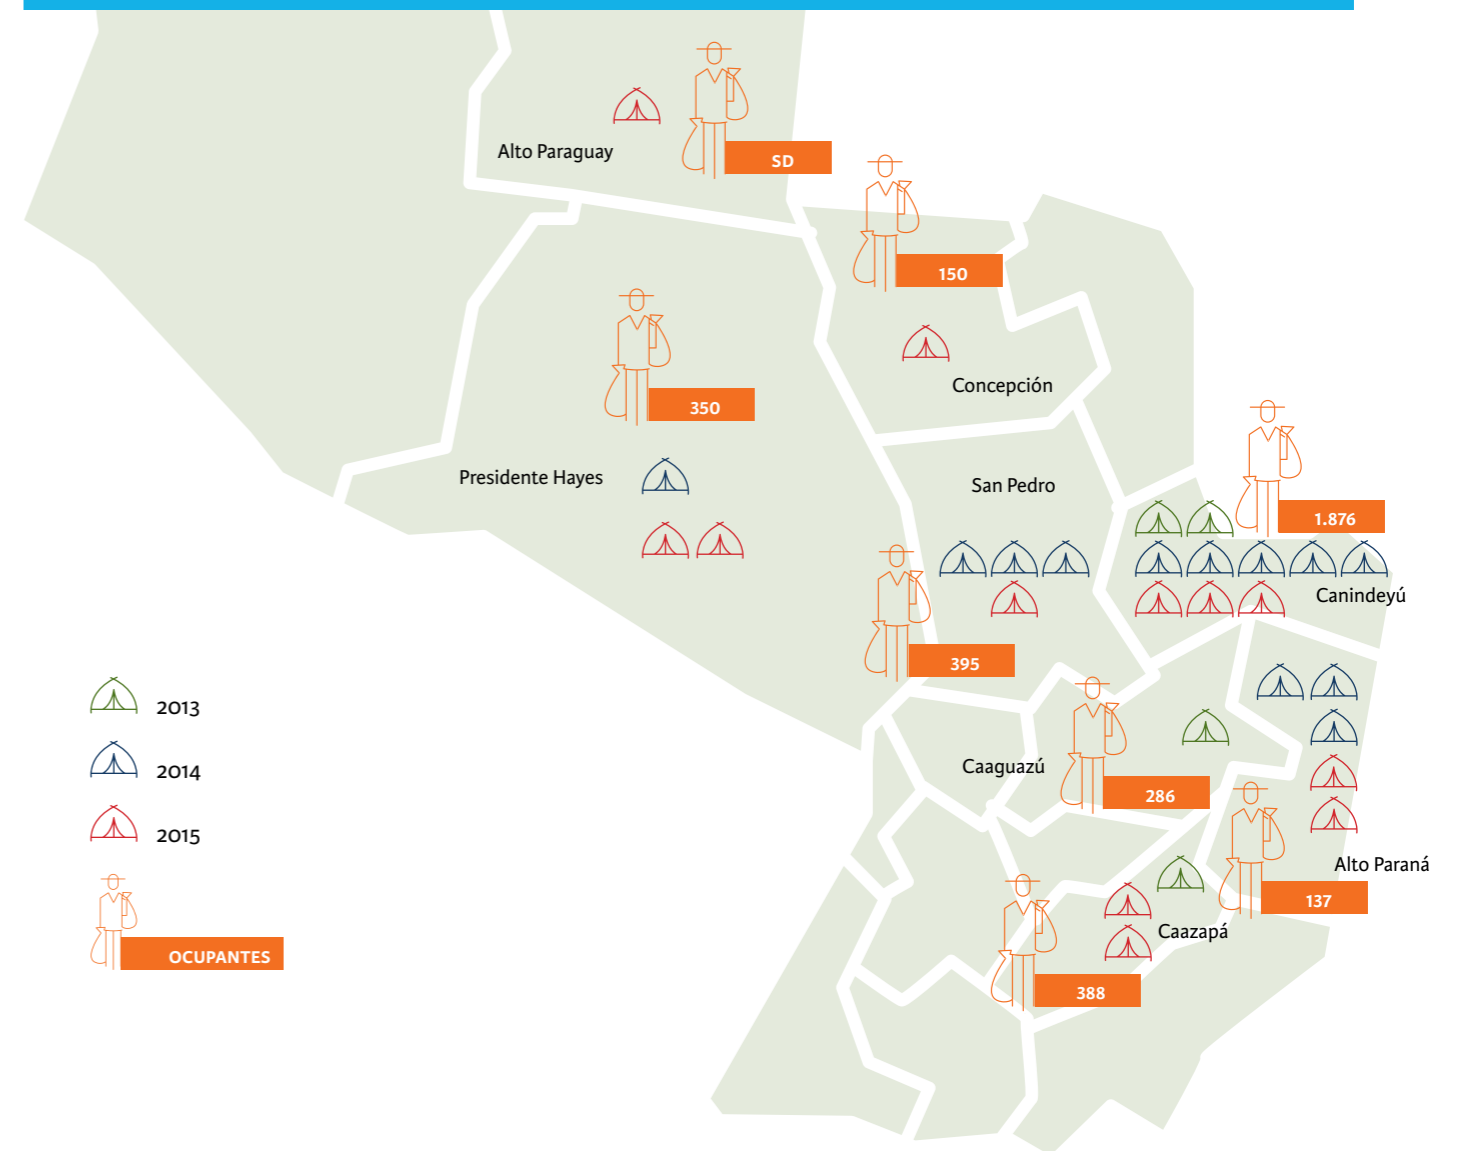 Alto Paraguay
SD
150
Concepción
350
Presidente Hayes
San Pedro
1.876
Canindeyú
395
2013
2014
2015
OCUPANTES
Caaguazú
286
Alto Paraná
137
Caazapá
388